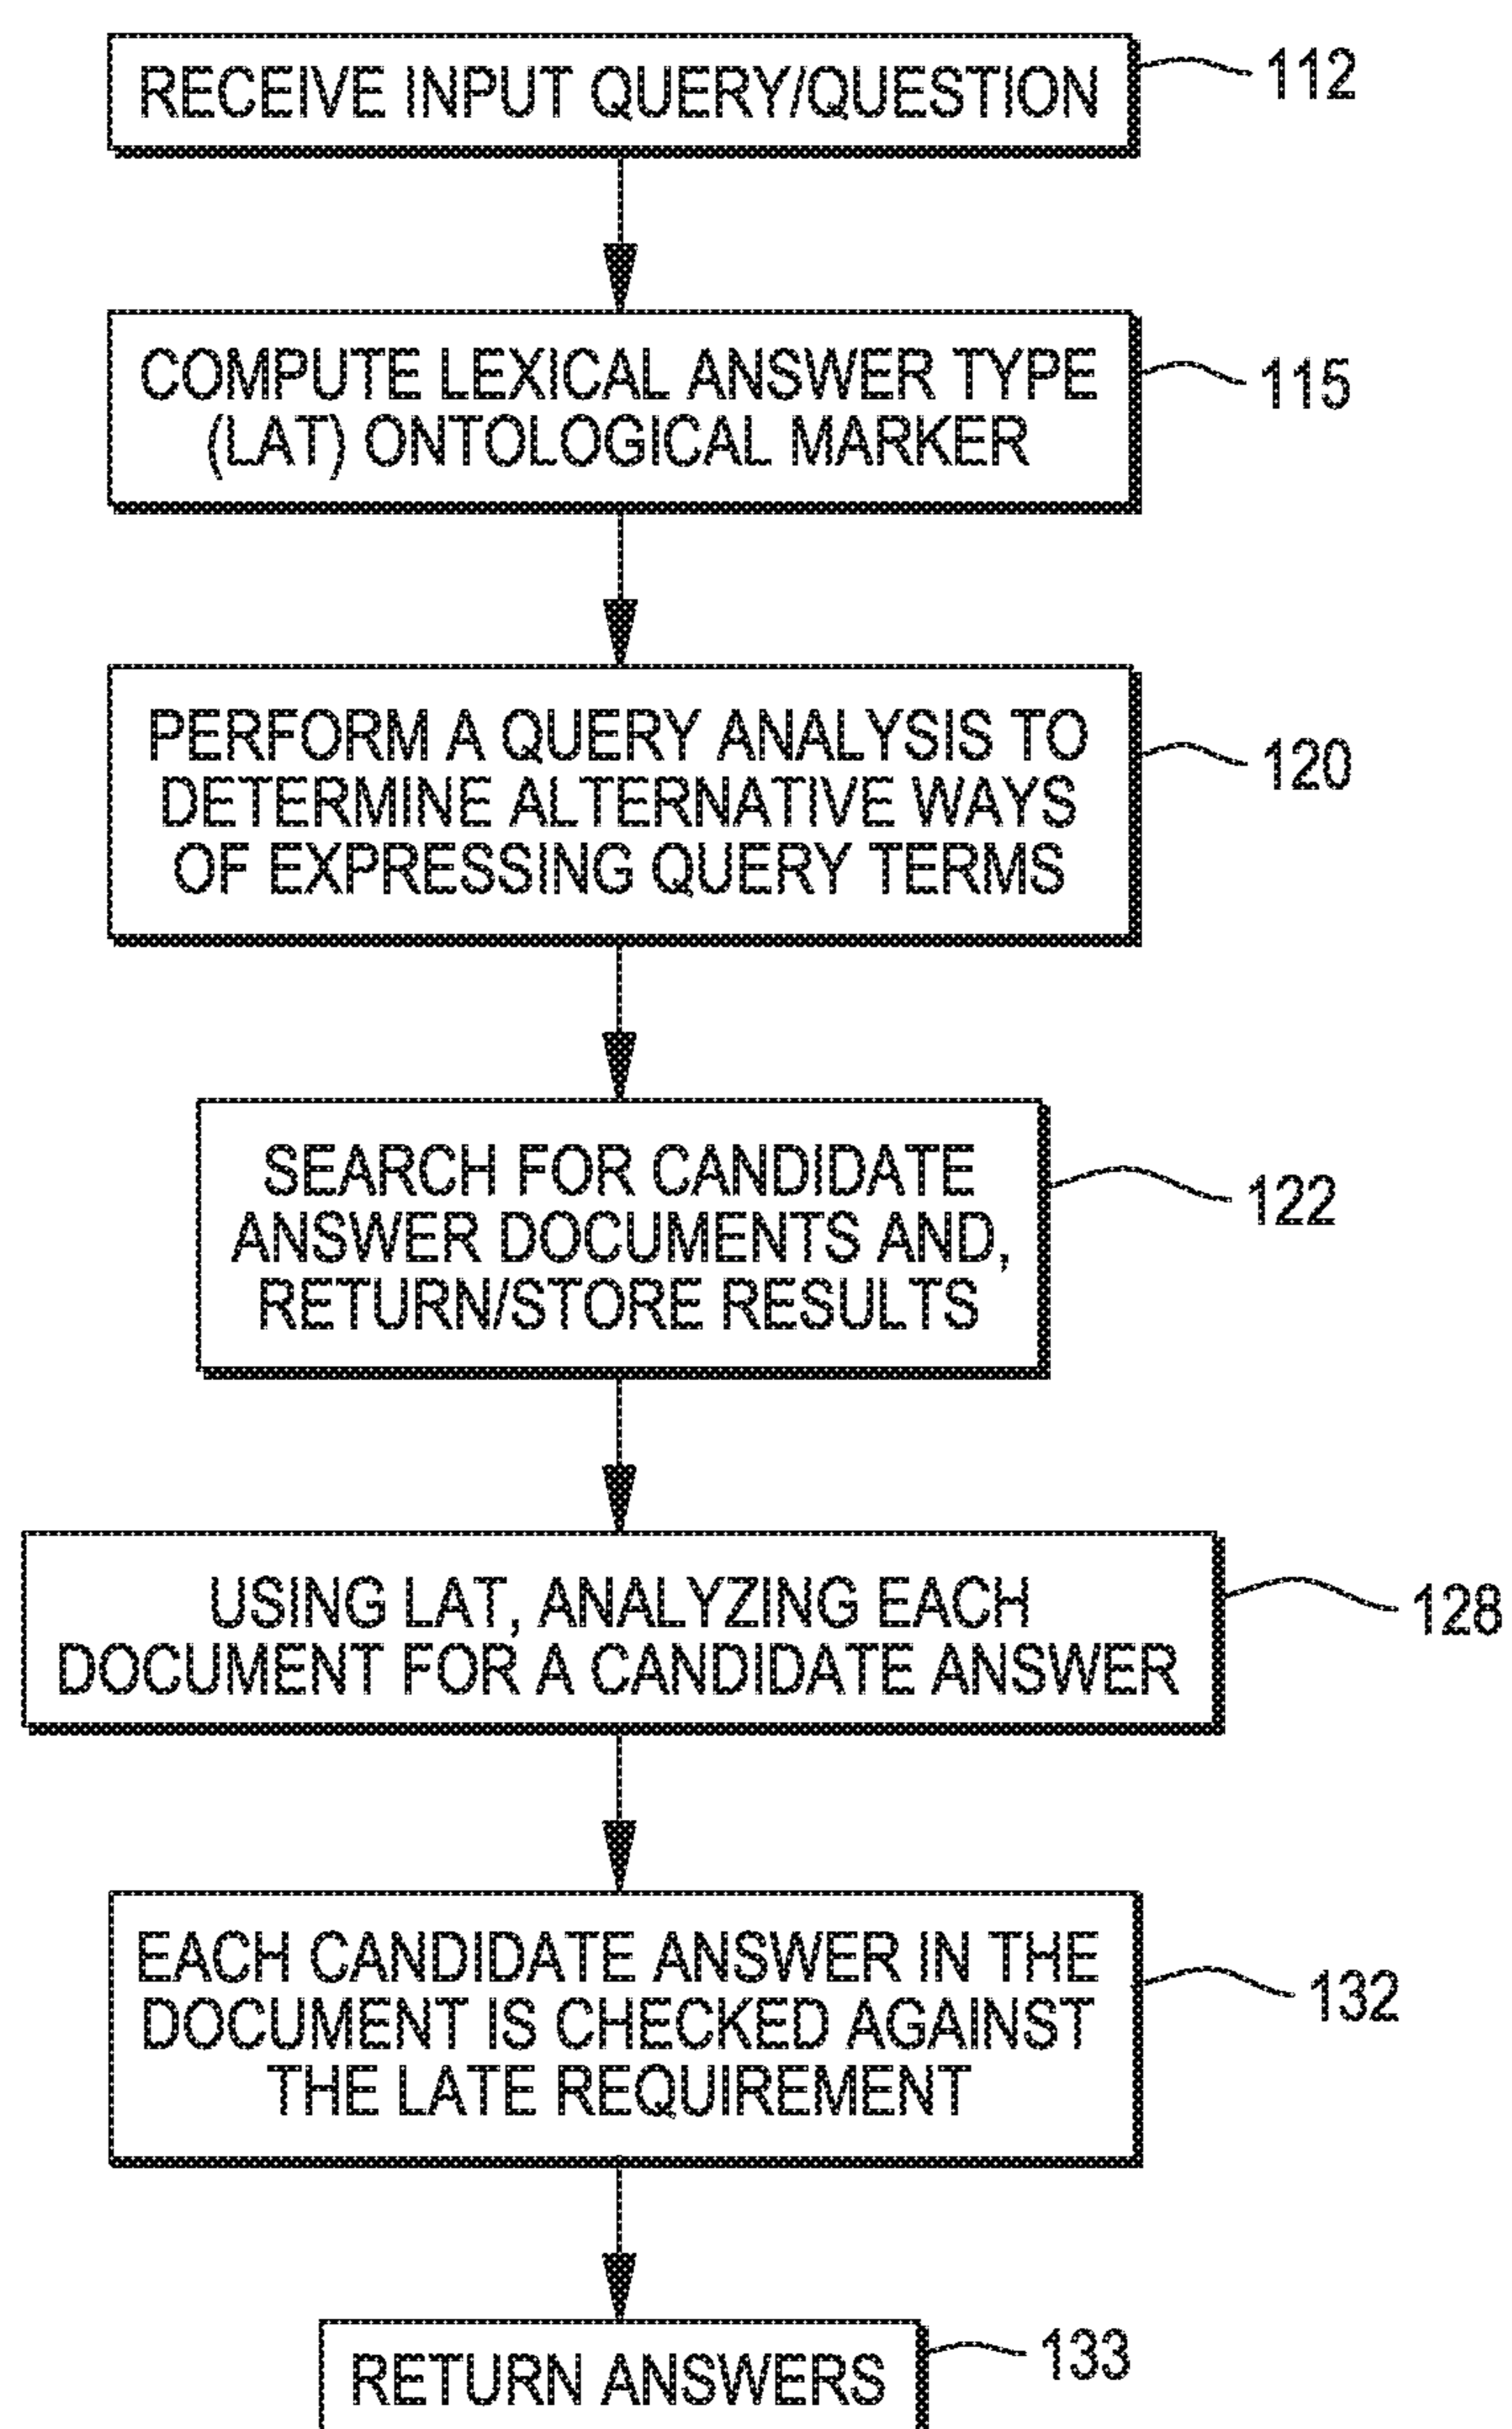 RECEIVE INPUT QUERY/QUESTION
112
COMPUTE LEXICAL ANSWER TYPE
(LAT) ONTOLOGICAL MARKER
115
PERFORM A QUERY ANALYSIS TO
DETERMINE ALTERNATIVE WAYS
OF EXPRESSING QUERY TERMS
120
SEARCH FOR CANDIDATE
ANSWER DOCUMENTS AND,
RETURN/STORE RESULTS
122
USING LAT, ANALYZING EACH
DOCUMENT FOR A CANDIDATE ANSWER
128
EACH CANDIDATE ANSWER IN THE
DOCUMENT IS CHECKED AGAINST
THE LATE REQUIREMENT
132
RETURN ANSWERS
133